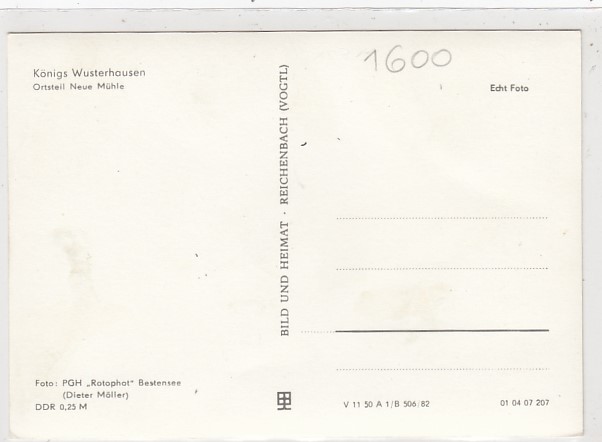 Königs Wusterhausen
Ortsteil Neue Mühle
1600
Echt Foto
BILD UND HEIMAT · REICHENBACH (VOGTL)
Foto: PGH „Rotophot“ Bestensee
(Dieter Möller)
DDR 0,25 M
V 11 50 A 1/B 506/82
01 04 07 207